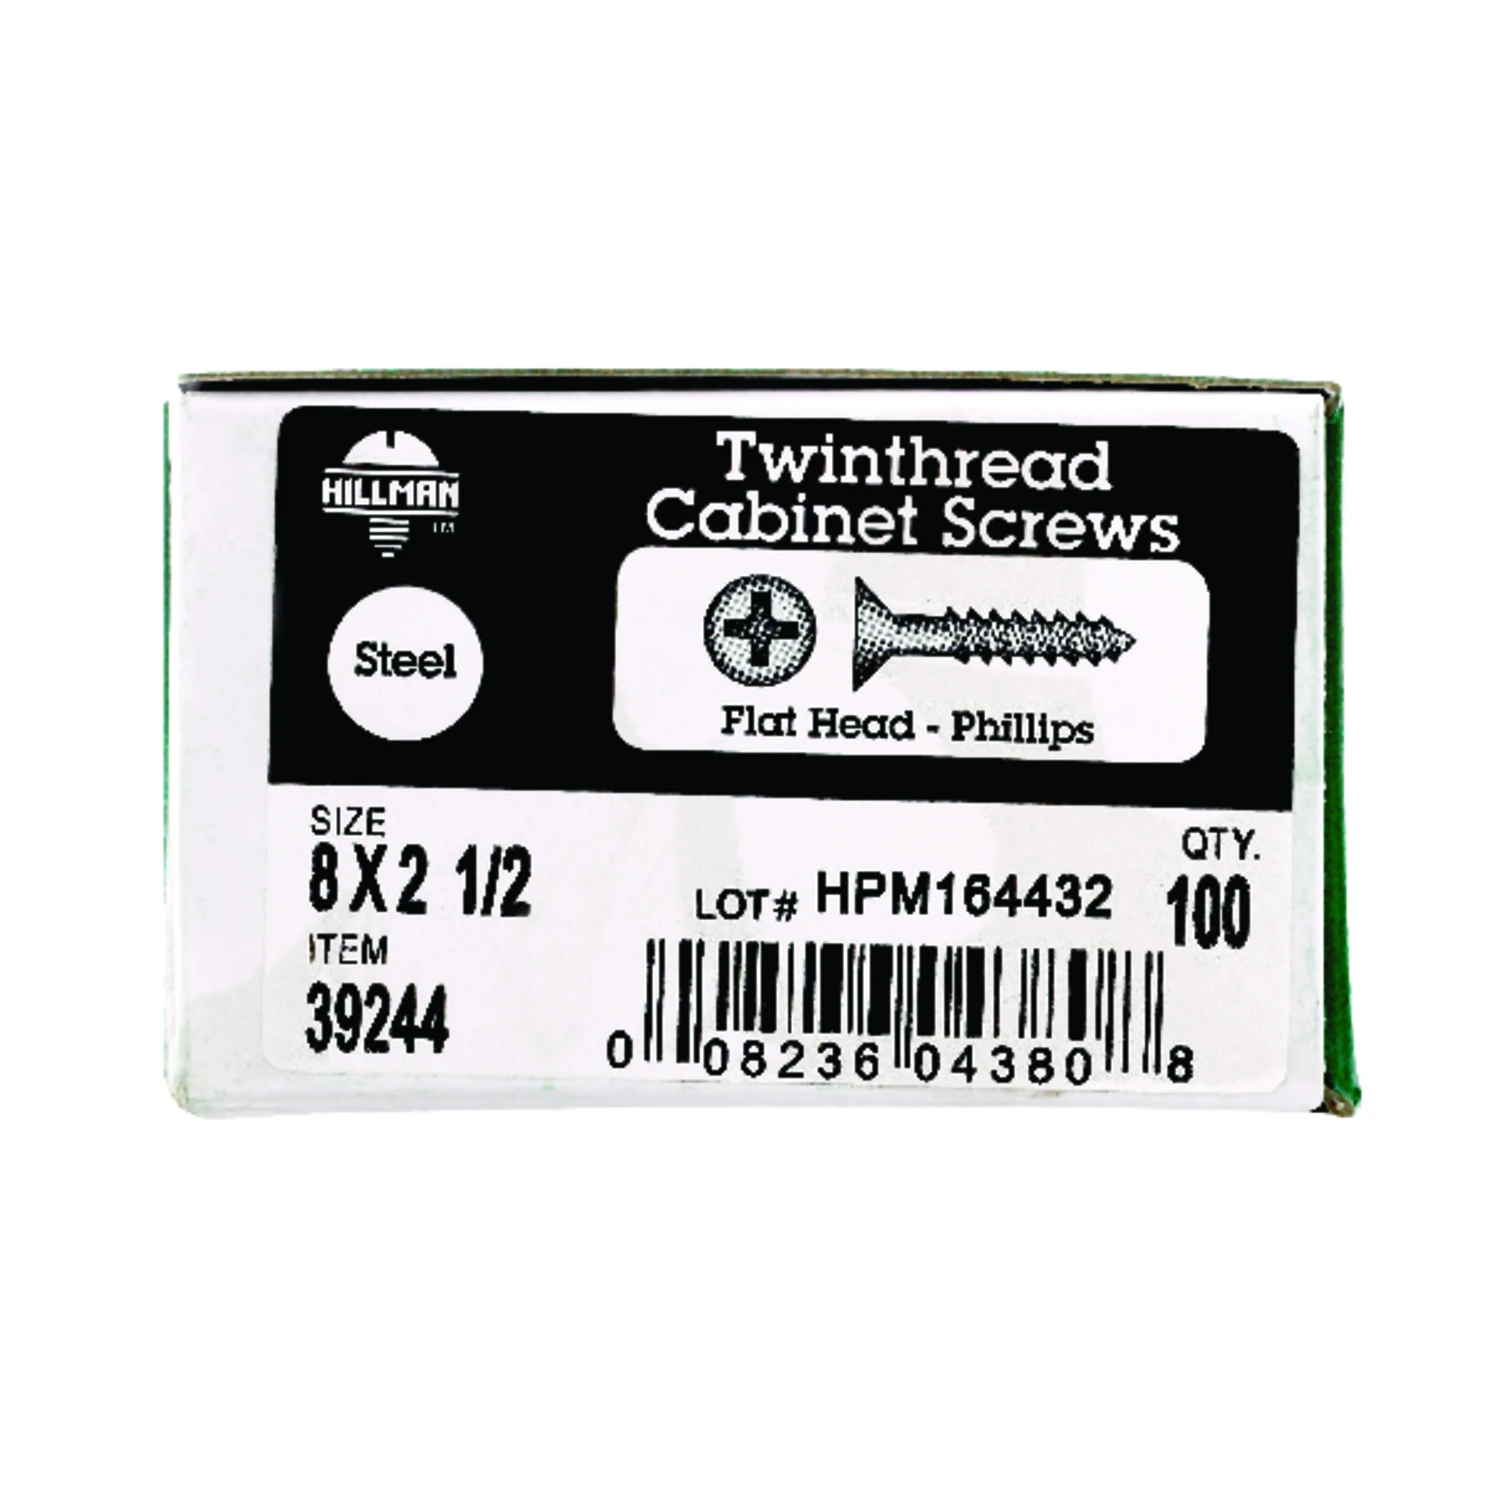 HILLMAN
TM
Twinthread
Cabinet Screws
Steel
Flat Head - Phillips
SIZE
8 X 2 1/2
ITEM
39244
LOT# HPM164432
QTY.
100
0 08236 04380 8